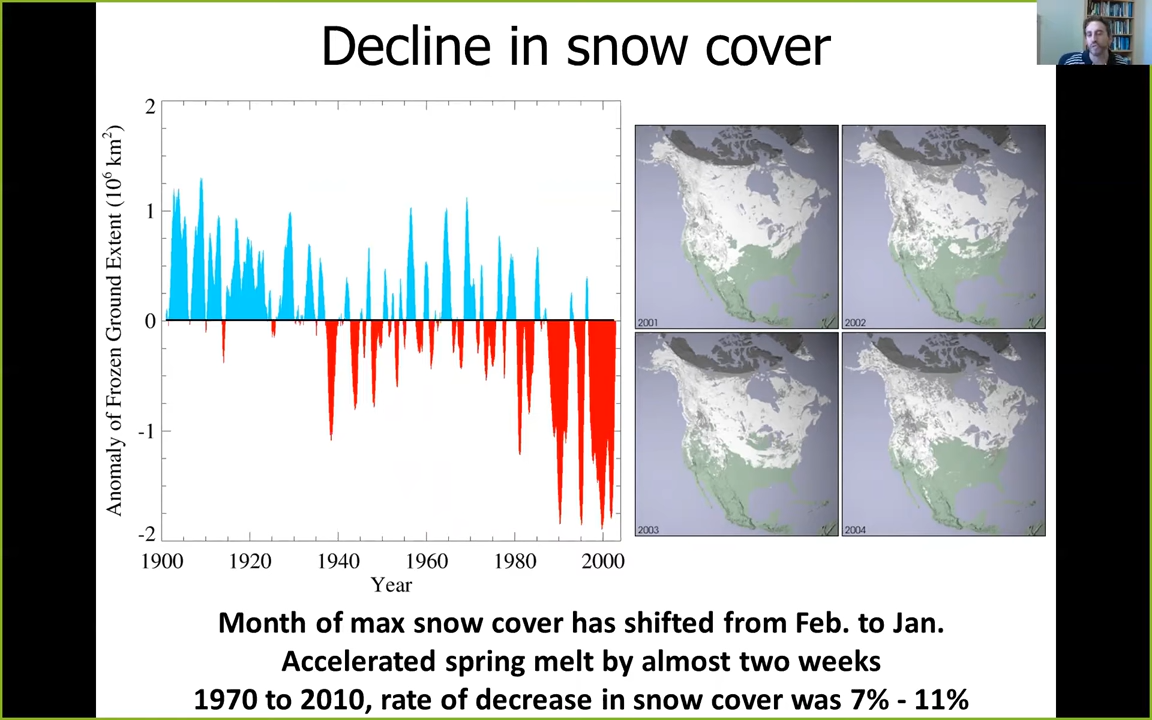 Decline in snow cover
Anomaly of Frozen Ground Extent (10⁶ km²)
2
1
0
-1
-2
1900 1920 1940 1960 1980 2000
Year
2001
2002
2003
2004
Month of max snow cover has shifted from Feb. to Jan.
Accelerated spring melt by almost two weeks
1970 to 2010, rate of decrease in snow cover was 7% - 11%